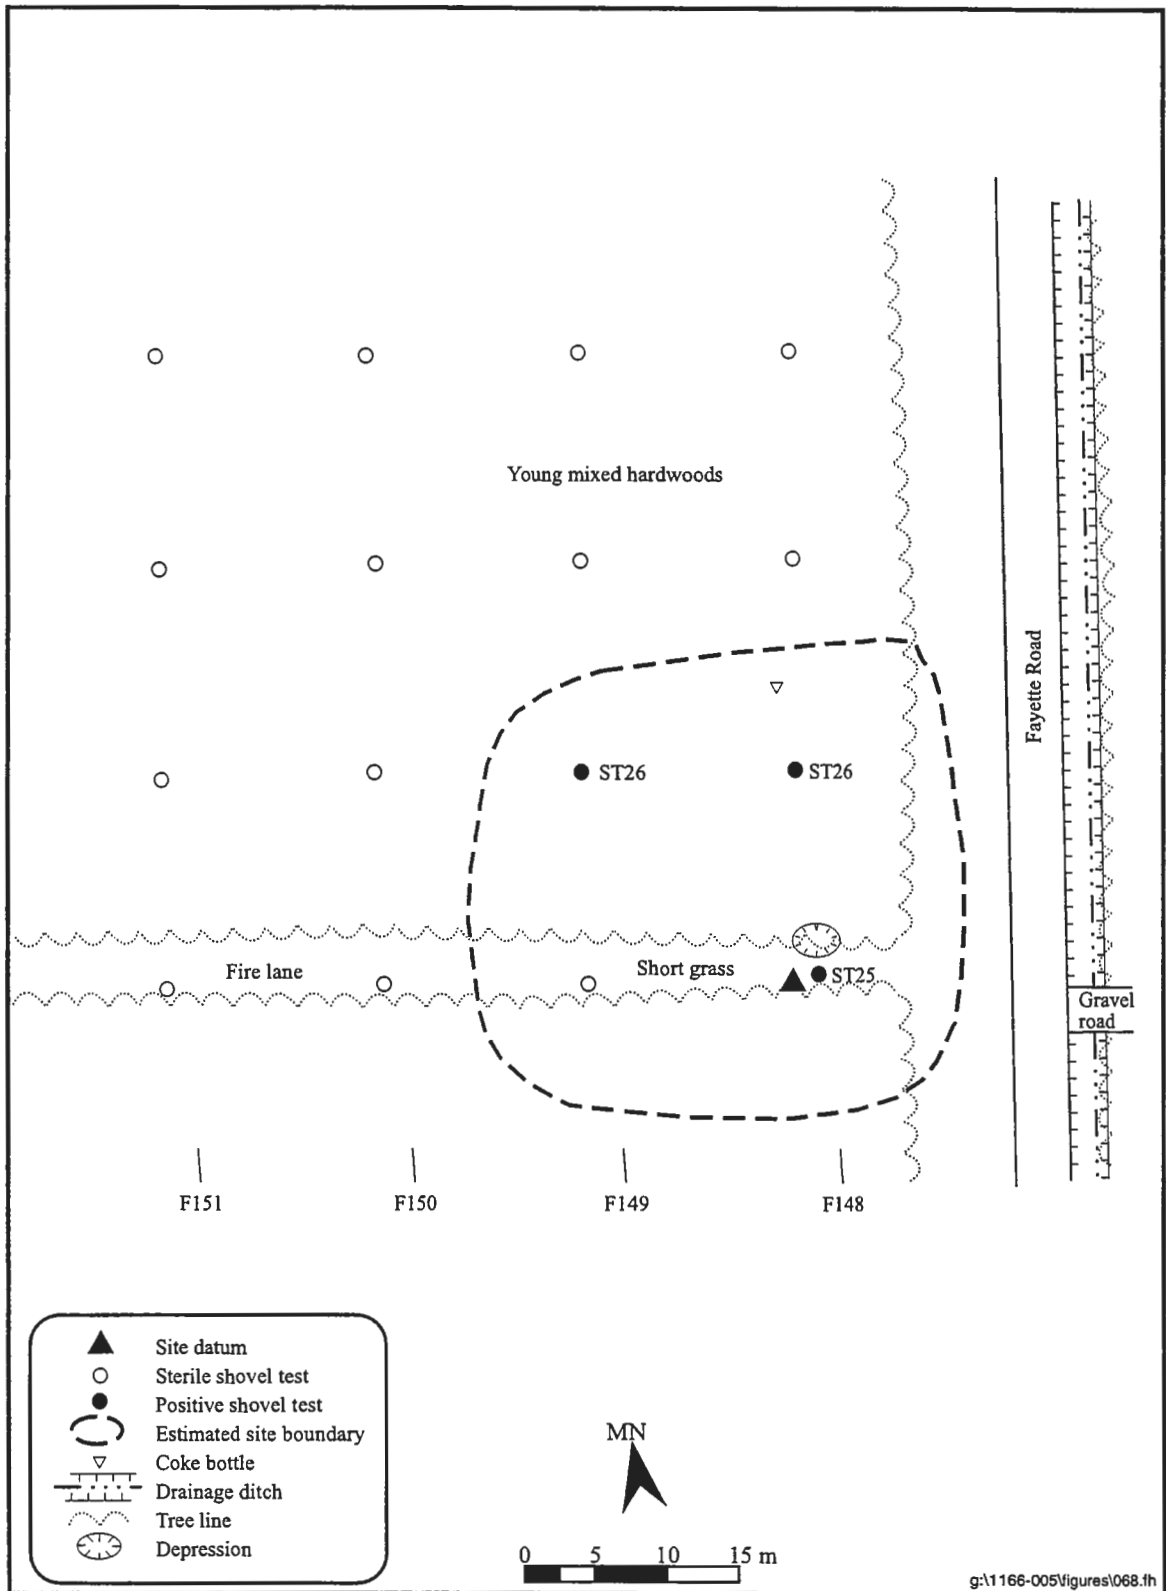 Young mixed hardwoods
Fayette Road
ST26
ST26
Fire lane
Short grass
ST25
Gravel
road
F151
F150
F149
F148
Site datum
Sterile shovel test
Positive shovel test
Estimated site boundary
Coke bottle
Drainage ditch
Tree line
Depression
MN
0 5 10 15 m
g:\1166-005\figures\068.fh